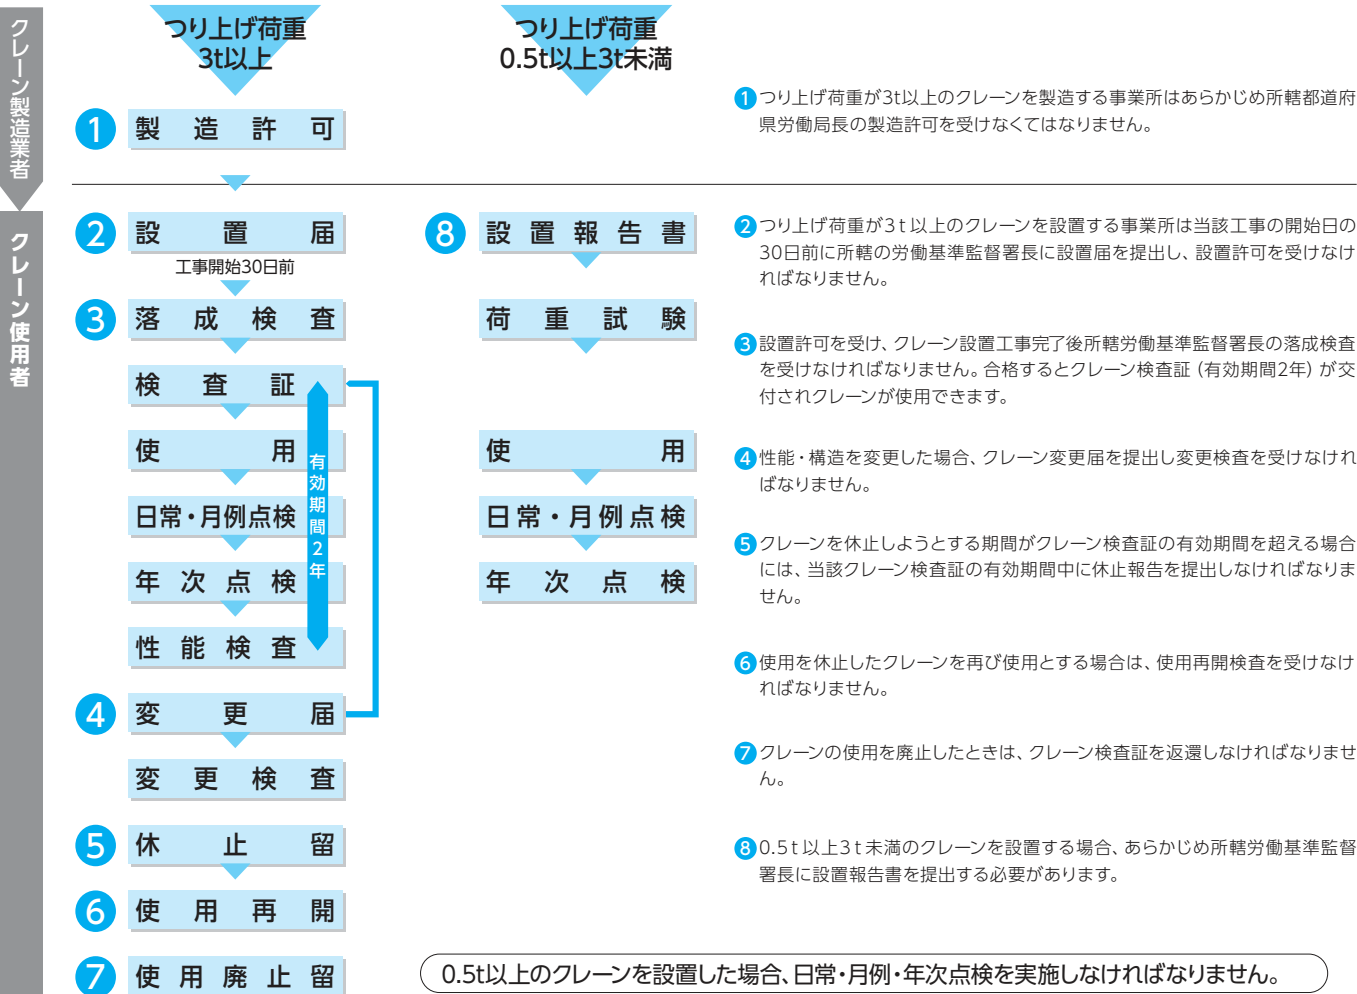 クレーン製造業者
クレーン使用者
つり上げ荷重
3t以上
つり上げ荷重
0.5t以上3t未満
1 製造許可
2 設置届
工事開始30日前
3 落成検査
検査証
使用
日常・月例点検
年次点検
性能検査
有効期間2年
4 変更届
変更検査
5 休止留
6 使用再開
7 使用廃止留
8 設置報告書
荷重試験
使用
日常・月例点検
年次点検
1 つり上げ荷重が3t以上のクレーンを製造する事業所はあらかじめ所轄都道府
県労働局長の製造許可を受けなくてはなりません。
2 つり上げ荷重が3t以上のクレーンを設置する事業所は当該工事の開始日の
30日前に所轄の労働基準監督署長に設置届を提出し、設置許可を受けなけ
ればなりません。
3 設置許可を受け、クレーン設置工事完了後所轄労働基準監督署長の落成検査
を受けなければなりません。合格するとクレーン検査証(有効期間2年)が交
付されクレーンが使用できます。
4 性能・構造を変更した場合、クレーン変更届を提出し変更検査を受けなけれ
ばなりません。
5 クレーンを休止しようとする期間がクレーン検査証の有効期間を超える場合
には、当該クレーン検査証の有効期間中に休止報告を提出しなければなりま
せん。
6 使用を休止したクレーンを再び使用とする場合は、使用再開検査を受けなけ
ればなりません。
7 クレーンの使用を廃止したときは、クレーン検査証を返還しなければなりませ
ん。
8 0.5t以上3t未満のクレーンを設置する場合、あらかじめ所轄労働基準監督
署長に設置報告書を提出する必要があります。
0.5t以上のクレーンを設置した場合、日常・月例・年次点検を実施しなければなりません。